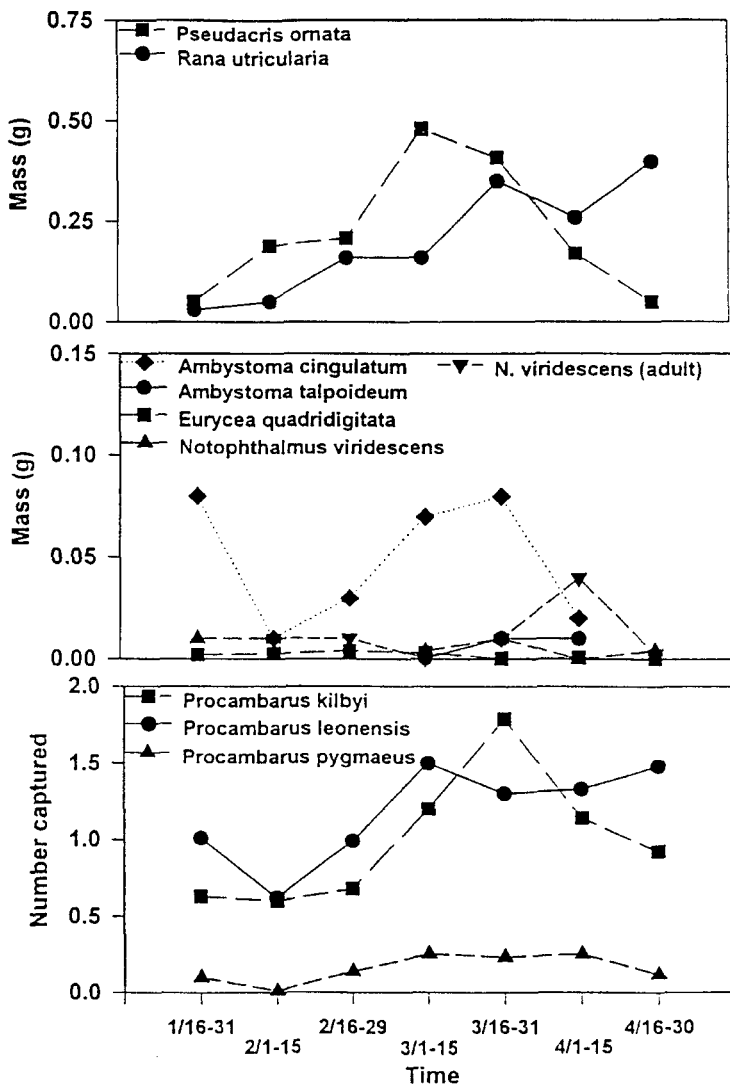 0.75
Pseudacris ornata
Rana utricularia
0.50
0.25
0.00
Mass (g)
0.15
Ambystoma cingulatum
N. viridescens (adult)
Ambystoma talpoideum
Eurycea quadridigitata
Notophthalmus viridescens
0.10
0.05
0.00
Mass (g)
2.0
Procambarus kilbyi
Procambarus leonensis
Procambarus pygmaeus
1.5
1.0
0.5
0.0
Number captured
1/16-31
2/1-15
2/16-29
3/1-15
3/16-31
4/1-15
4/16-30
Time